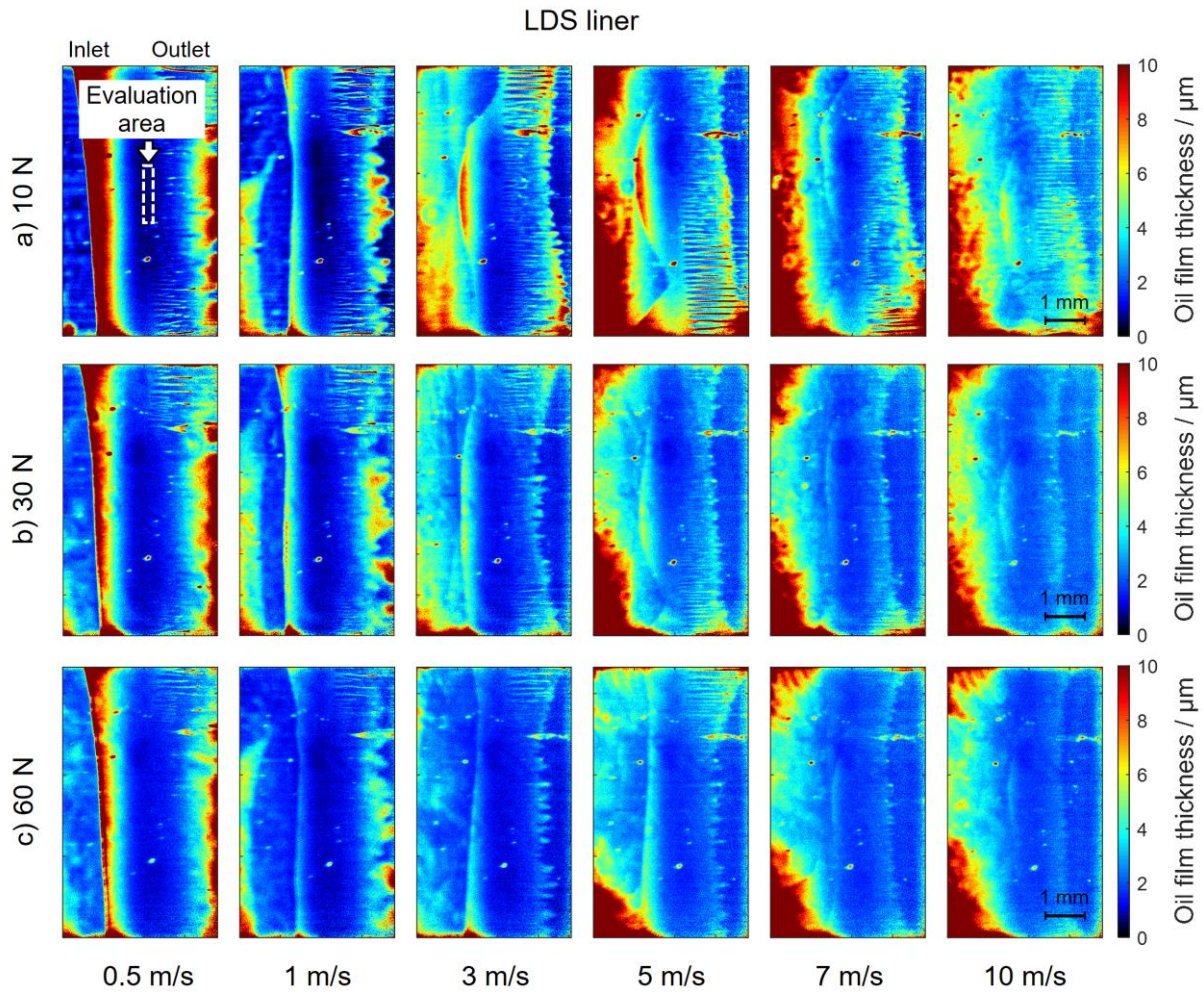 LDS liner
Inlet Outlet
Evaluation
area
a) 10 N
1 mm
10
8
6
4
2
0
Oil film thickness / µm
b) 30 N
1 mm
10
8
6
4
2
0
Oil film thickness / µm
c) 60 N
1 mm
10
8
6
4
2
0
Oil film thickness / µm
0.5 m/s 1 m/s 3 m/s 5 m/s 7 m/s 10 m/s